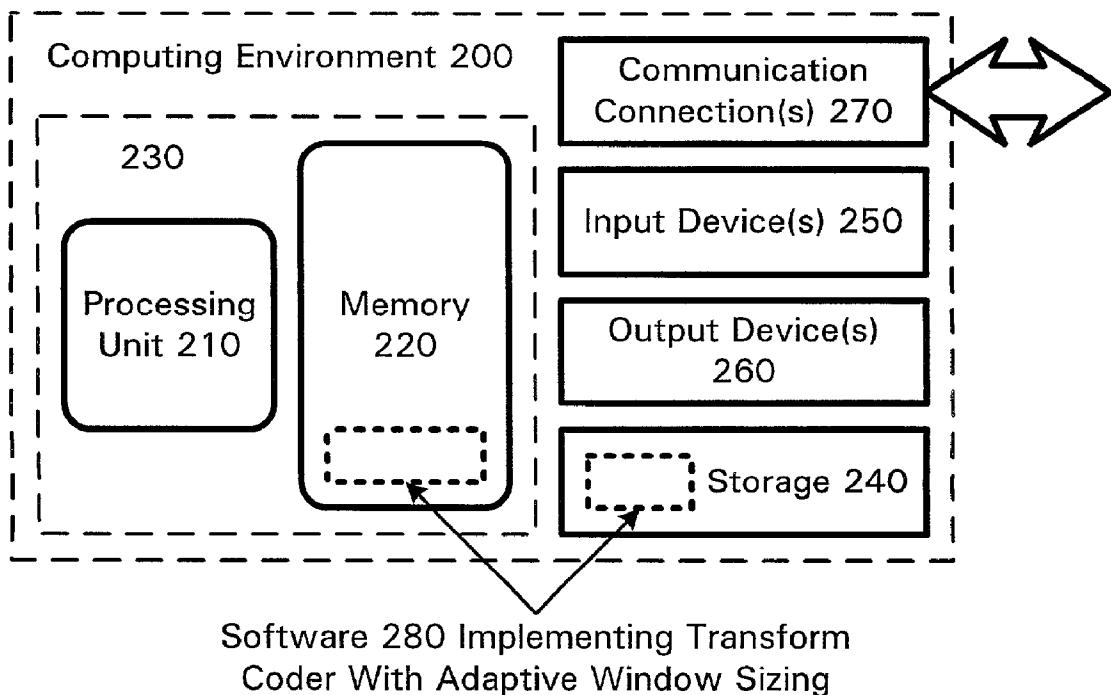 Computing Environment 200
Communication
Connection(s) 270
230
Input Device(s) 250
Processing
Unit 210
Memory
220
Output Device(s)
260
Storage 240
Software 280 Implementing Transform
Coder With Adaptive Window Sizing